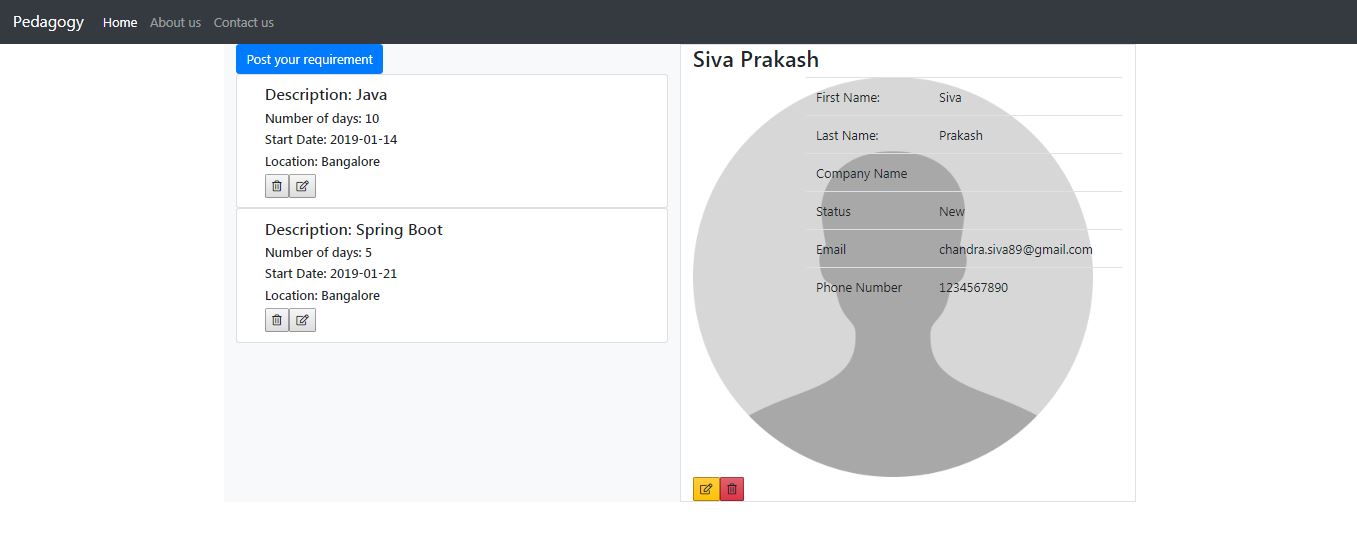 Pedagogy Home About us Contact us
Post your requirement
Description: Java
Number of days: 10
Start Date: 2019-01-14
Location: Bangalore
Description: Spring Boot
Number of days: 5
Start Date: 2019-01-21
Location: Bangalore
Siva Prakash
First Name: Siva
Last Name: Prakash
Company Name
Status New
Email chandra.siva89@gmail.com
Phone Number 1234567890